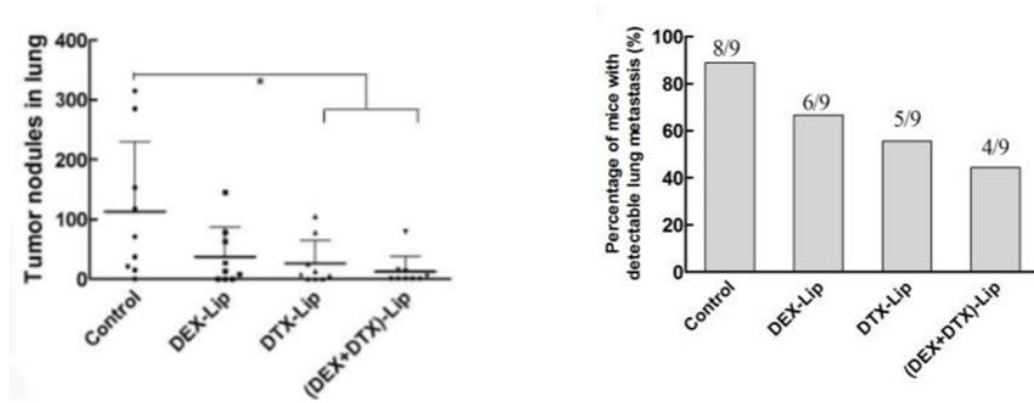 Tumor nodules in lung
400
300
200
100
0
*
Control
DEX-Lip
DTX-Lip
(DEX+DTX)-Lip
Percentage of mice with
detectable lung metastasis (%)
100
80
60
40
20
0
8/9
6/9
5/9
4/9
Control
DEX-Lip
DTX-Lip
(DEX+DTX)-Lip